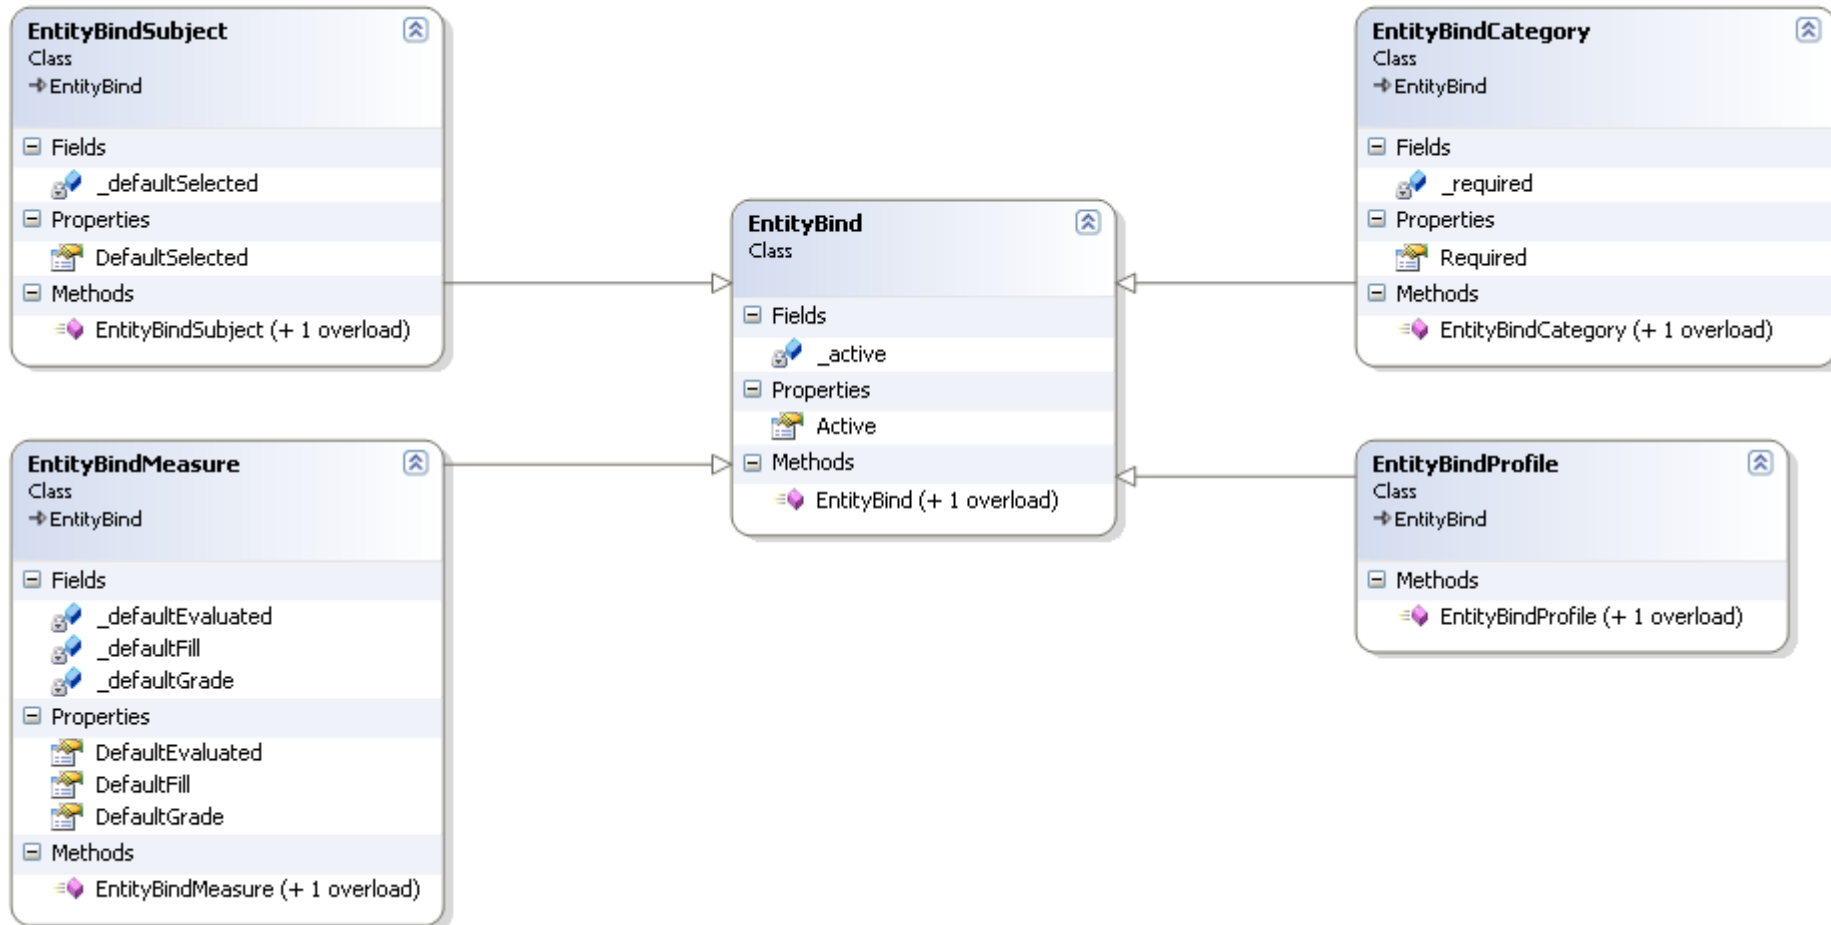 EntityBindSubject
Class
EntityBind
Fields
_defaultSelected
Properties
DefaultSelected
Methods
EntityBindSubject (+ 1 overload)
EntityBindMeasure
Class
EntityBind
Fields
_defaultEvaluated
_defaultFill
_defaultGrade
Properties
DefaultEvaluated
DefaultFill
DefaultGrade
Methods
EntityBindMeasure (+ 1 overload)
EntityBind
Class
Fields
_active
Properties
Active
Methods
EntityBind (+ 1 overload)
EntityBindCategory
Class
EntityBind
Fields
_required
Properties
Required
Methods
EntityBindCategory (+ 1 overload)
EntityBindProfile
Class
EntityBind
Methods
EntityBindProfile (+ 1 overload)